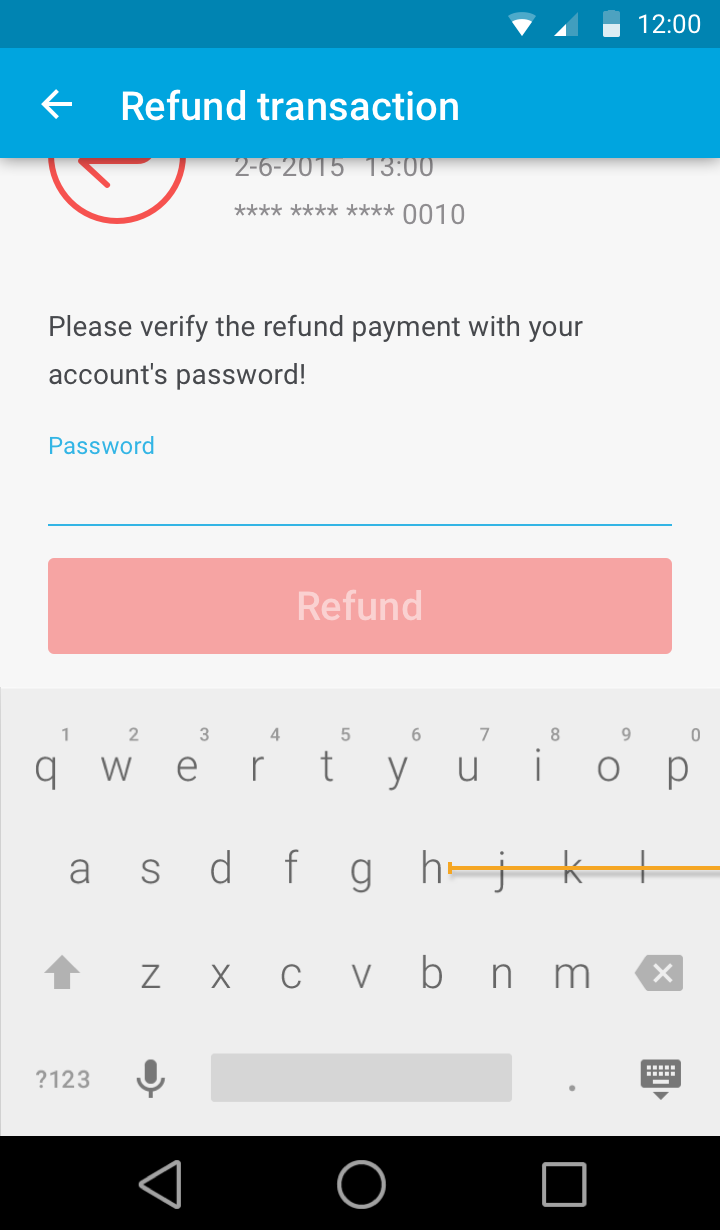 12:00
Refund transaction
2-6-2015 13:00
**** **** **** 0010
Please verify the refund payment with your
account's password!
Password
Refund
1 2 3 4 5 6 7 8 9 0
q w e r t y u i o p
a s d f g h j k l
z x c v b n m
?123 .